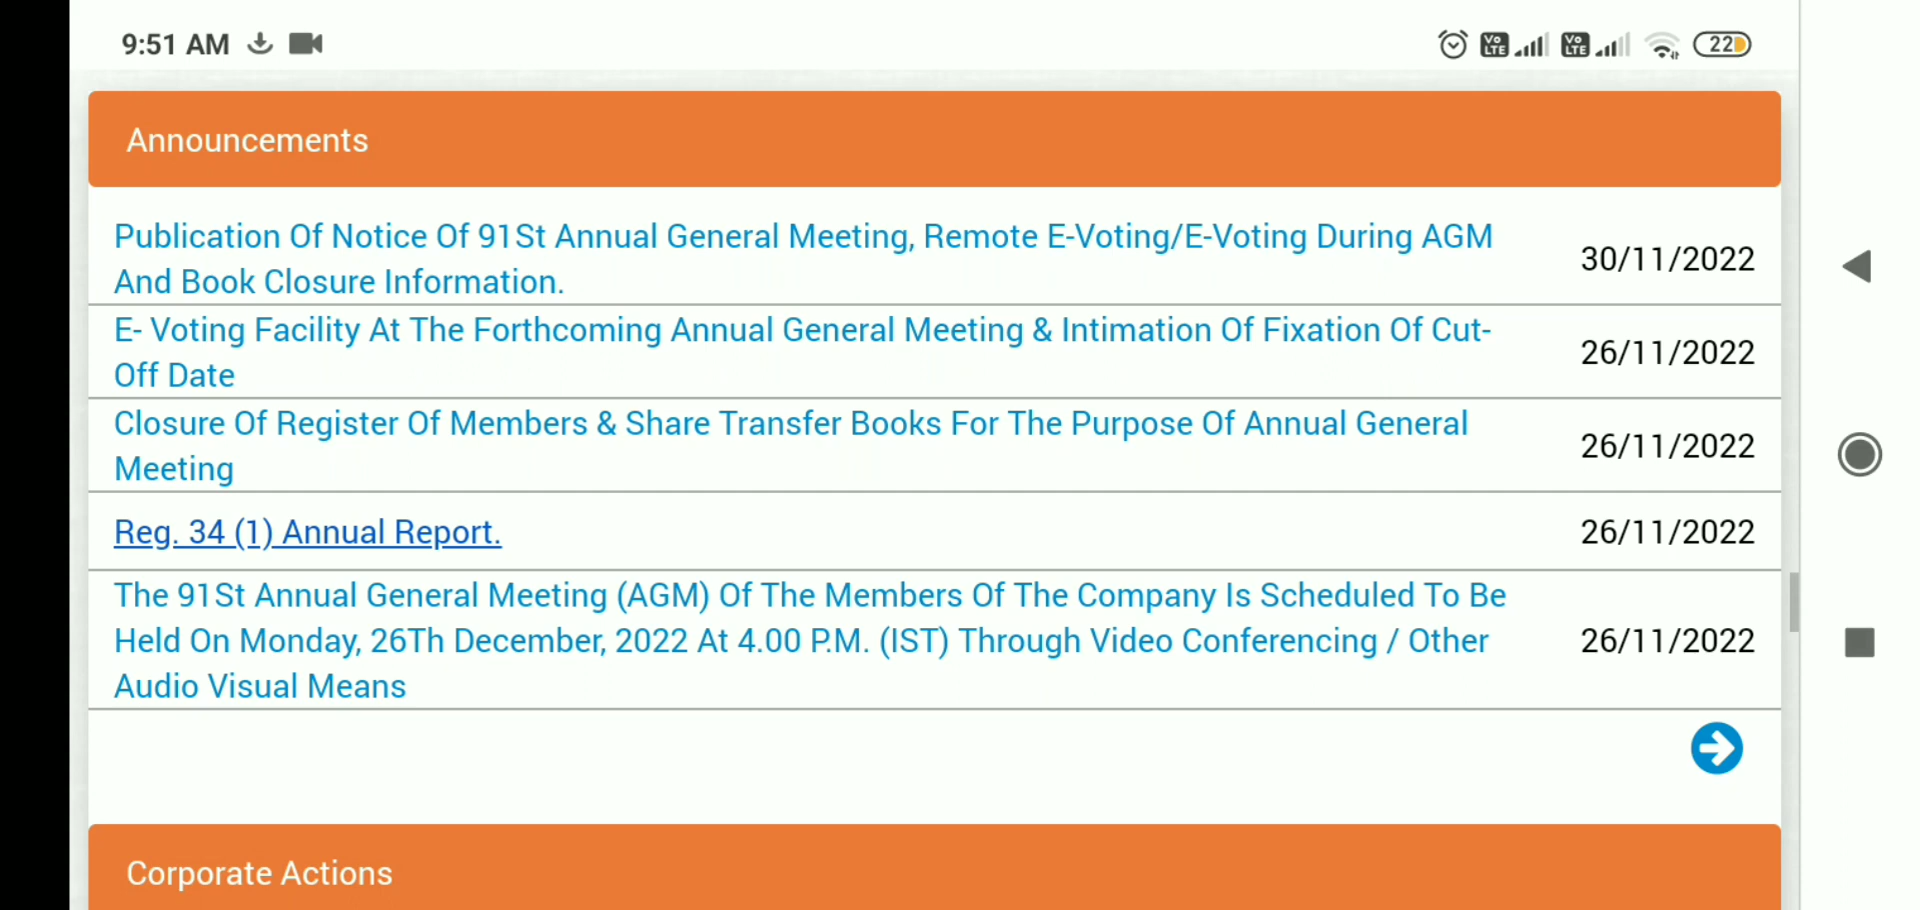 9:51 AM
Vo LTE Vo LTE 22
Announcements
Publication Of Notice Of 91St Annual General Meeting, Remote E-Voting/E-Voting During AGM
And Book Closure Information.
30/11/2022
E- Voting Facility At The Forthcoming Annual General Meeting & Intimation Of Fixation Of Cut-
Off Date
26/11/2022
Closure Of Register Of Members & Share Transfer Books For The Purpose Of Annual General
Meeting
26/11/2022
Reg. 34 (1) Annual Report.
26/11/2022
The 91St Annual General Meeting (AGM) Of The Members Of The Company Is Scheduled To Be
Held On Monday, 26Th December, 2022 At 4.00 P.M. (IST) Through Video Conferencing / Other
Audio Visual Means
26/11/2022
Corporate Actions